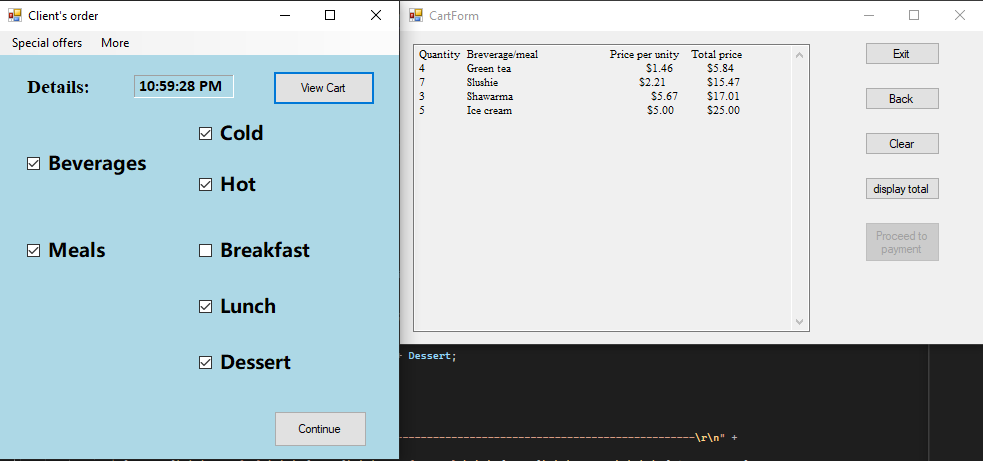 Client's order
Special offers More
Details: 10:59:28 PM View Cart
Cold
Beverages
Hot
Meals
Breakfast
Lunch
Dessert
Continue
CartForm
Quantity Breverage/meal Price per unity Total price
4 Green tea $1.46 $5.84
7 Slushie $2.21 $15.47
3 Shawarma $5.67 $17.01
5 Ice cream $5.00 $25.00
Exit
Back
Clear
display total
Proceed to
payment
+ Dessert;
\r\n" +